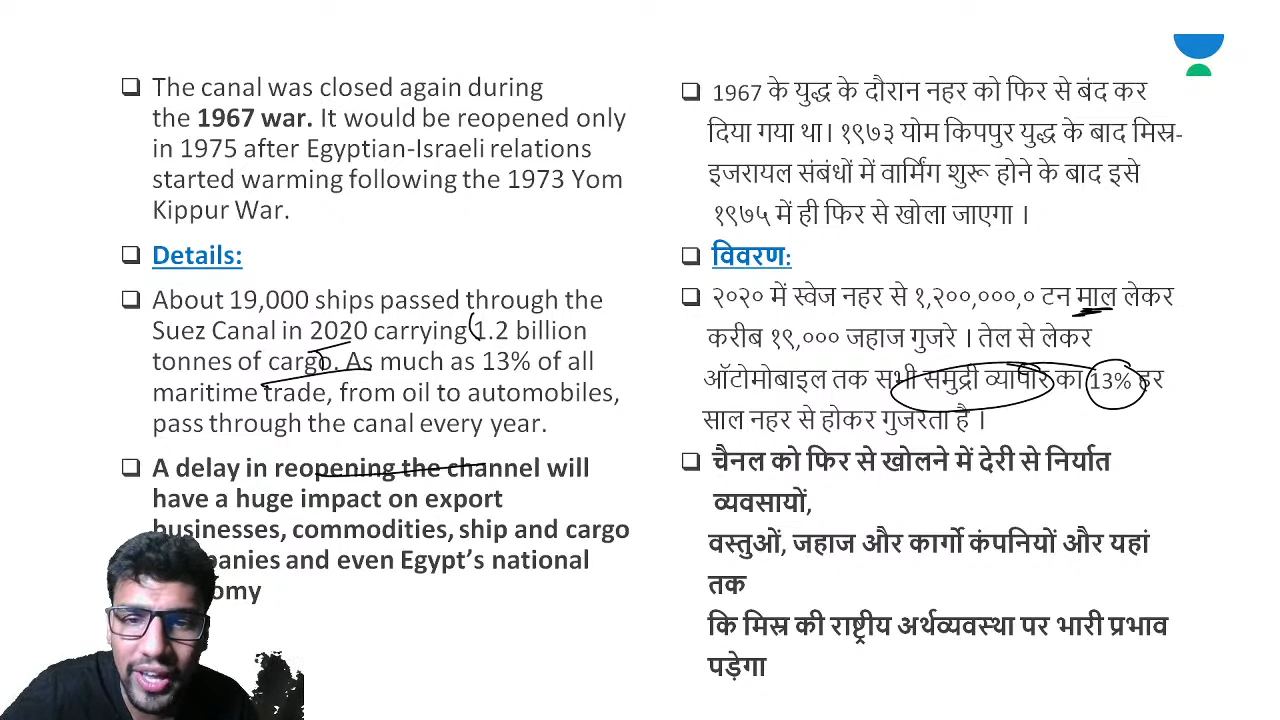 The canal was closed again during
the 1967 war. It would be reopened only
in 1975 after Egyptian-Israeli relations
started warming following the 1973 Yom
Kippur War.
Details:
About 19,000 ships passed through the
Suez Canal in 2020 carrying 1.2 billion
tonnes of cargo. As much as 13% of all
maritime trade, from oil to automobiles,
pass through the canal every year.
A delay in reopening the channel will
have a huge impact on export
businesses, commodities, ship and cargo
panies and even Egypt's national
omy
1967 के युद्ध के दौरान नहर को फिर से बंद कर
दिया गया था। १९७३ योम किपपुर युद्ध के बाद मिस्र-
इजरायल संबंधों में वार्मिंग शुरू होने के बाद इसे
१९७५ में ही फिर से खोला जाएगा ।
विवरण:
२०२० में स्वेज नहर से १,२००,०००,० टन माल लेकर
करीब १९,००० जहाज गुजरे । तेल से लेकर
ऑटोमोबाइल तक सभी समुद्री व्यापार का 13% हर
साल नहर से होकर गुजरता है ।
चैनल को फिर से खोलने में देरी से निर्यात
व्यवसायों,
वस्तुओं, जहाज और कार्गो कंपनियों और यहां
तक
कि मिस्र की राष्ट्रीय अर्थव्यवस्था पर भारी प्रभाव
पड़ेगा